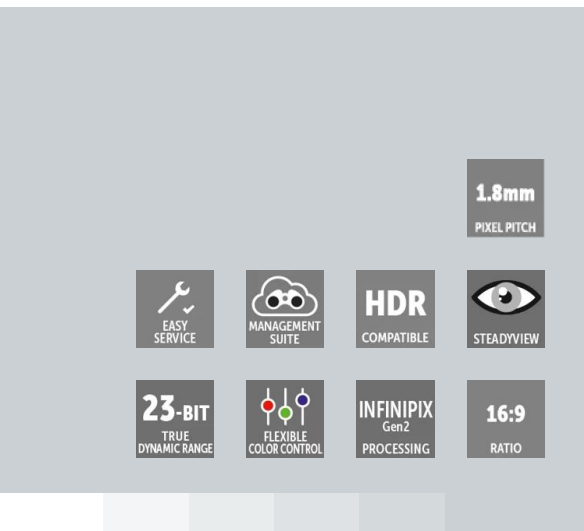 1.8mm
PIXEL PITCH
EASY
SERVICE
MANAGEMENT
SUITE
HDR
COMPATIBLE
STEADYVIEW
23-BIT
TRUE
DYNAMIC RANGE
FLEXIBLE
COLOR CONTROL
INFINIPIX
Gen2
PROCESSING
16:9
RATIO